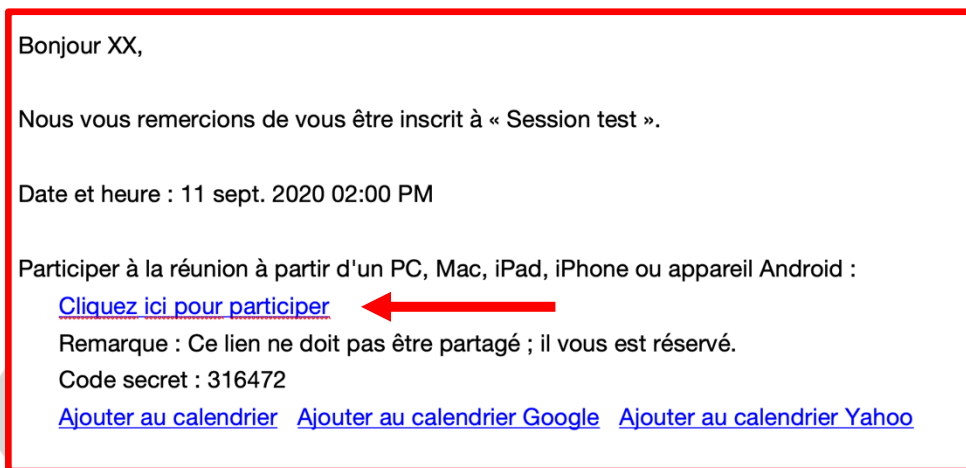 Bonjour XX,
Nous vous remercions de vous être inscrit à « Session test ».
Date et heure : 11 sept. 2020 02:00 PM
Participer à la réunion à partir d'un PC, Mac, iPad, iPhone ou appareil Android :
Cliquez ici pour participer
Remarque : Ce lien ne doit pas être partagé ; il vous est réservé.
Code secret : 316472
Ajouter au calendrier Ajouter au calendrier Google Ajouter au calendrier Yahoo